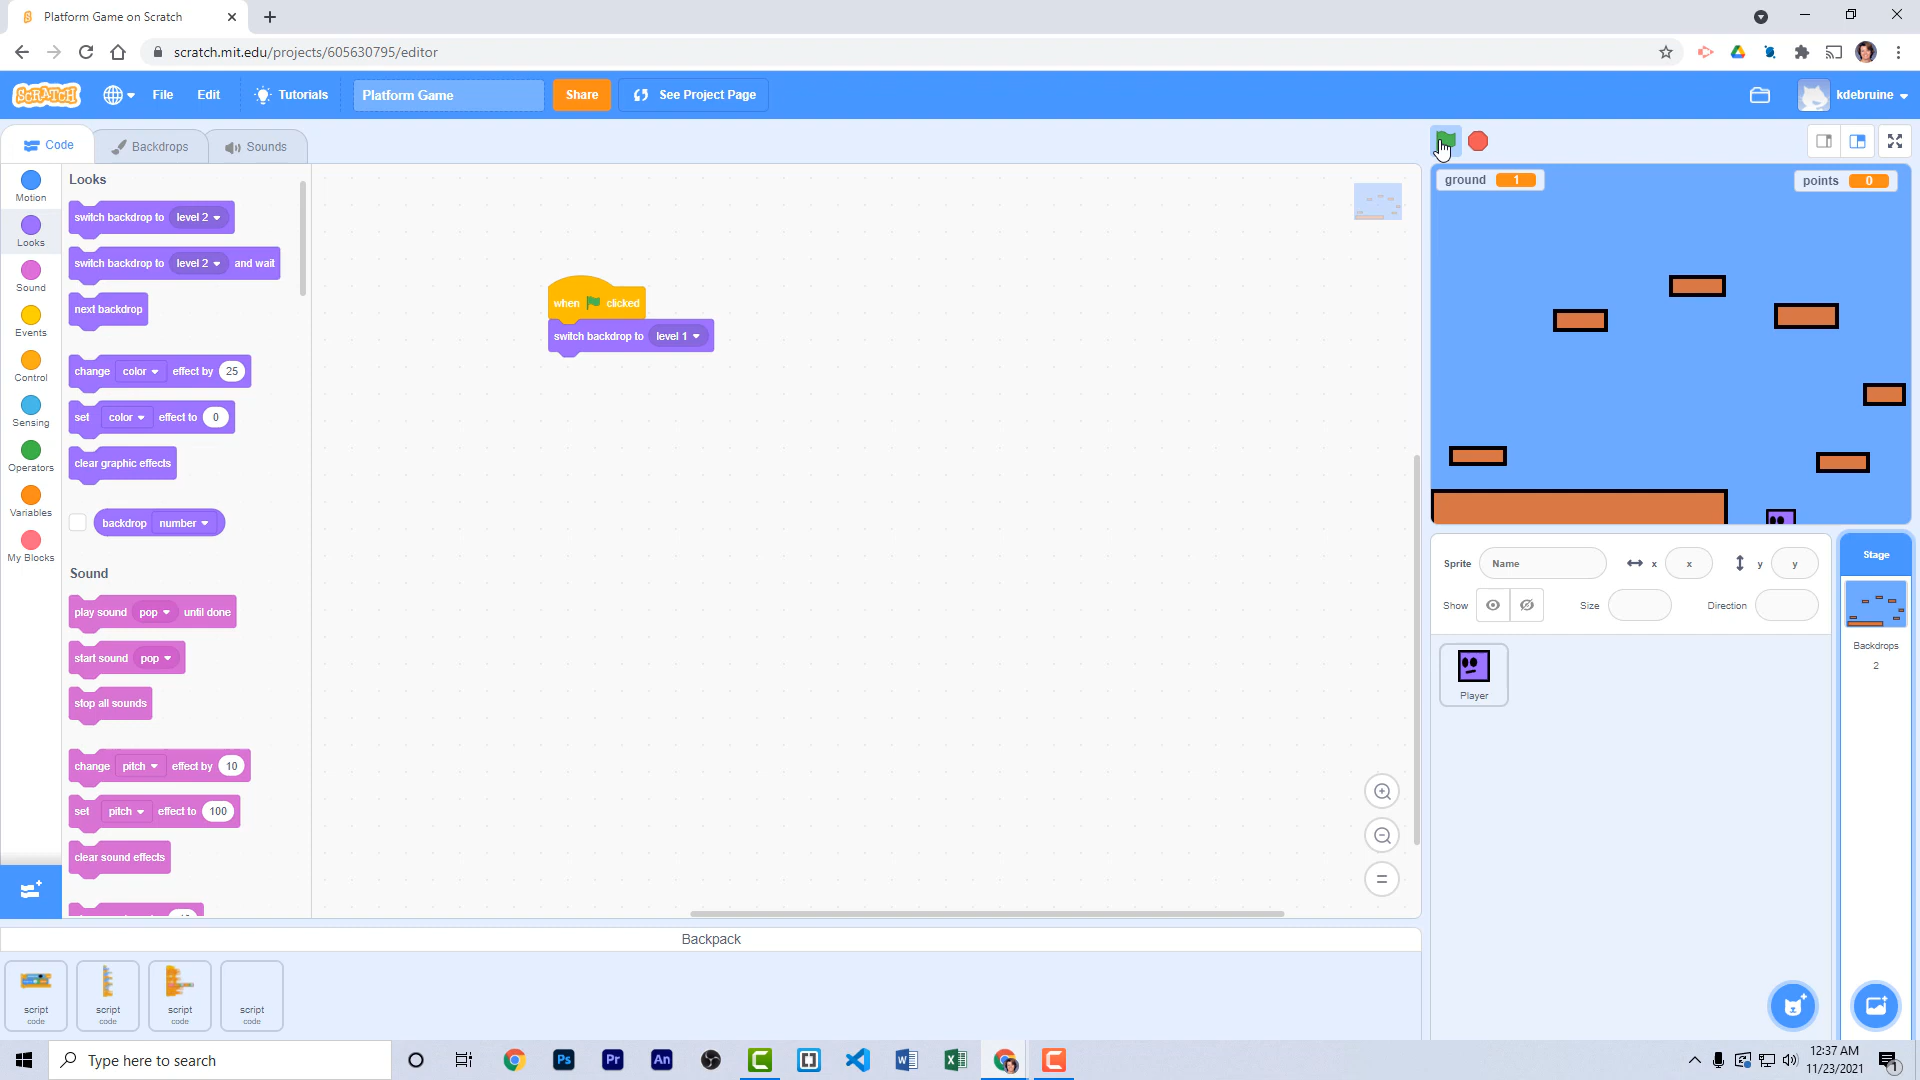 Platform Game on Scratch
scratch.mit.edu/projects/605630795/editor
SCRATCH File Edit Tutorials Platform Game Share See Project Page kdebruine
Code Backdrops Sounds
Motion
Looks
Sound
Events
Control
Sensing
Operators
Variables
My Blocks
Looks
switch backdrop to level 2
switch backdrop to level 2 and wait
next backdrop
change color effect by 25
set color effect to 0
clear graphic effects
backdrop number
Sound
play sound pop until done
start sound pop
stop all sounds
change pitch effect by 10
set pitch effect to 100
clear sound effects
when clicked
switch backdrop to level 1
ground 1
points 0
Sprite Name x x y y
Show Size Direction
Player
Stage
Backdrops
2
Backpack
script
code
script
code
script
code
script
code
Type here to search
Ps Pr An
12:37 AM
11/23/2021
1